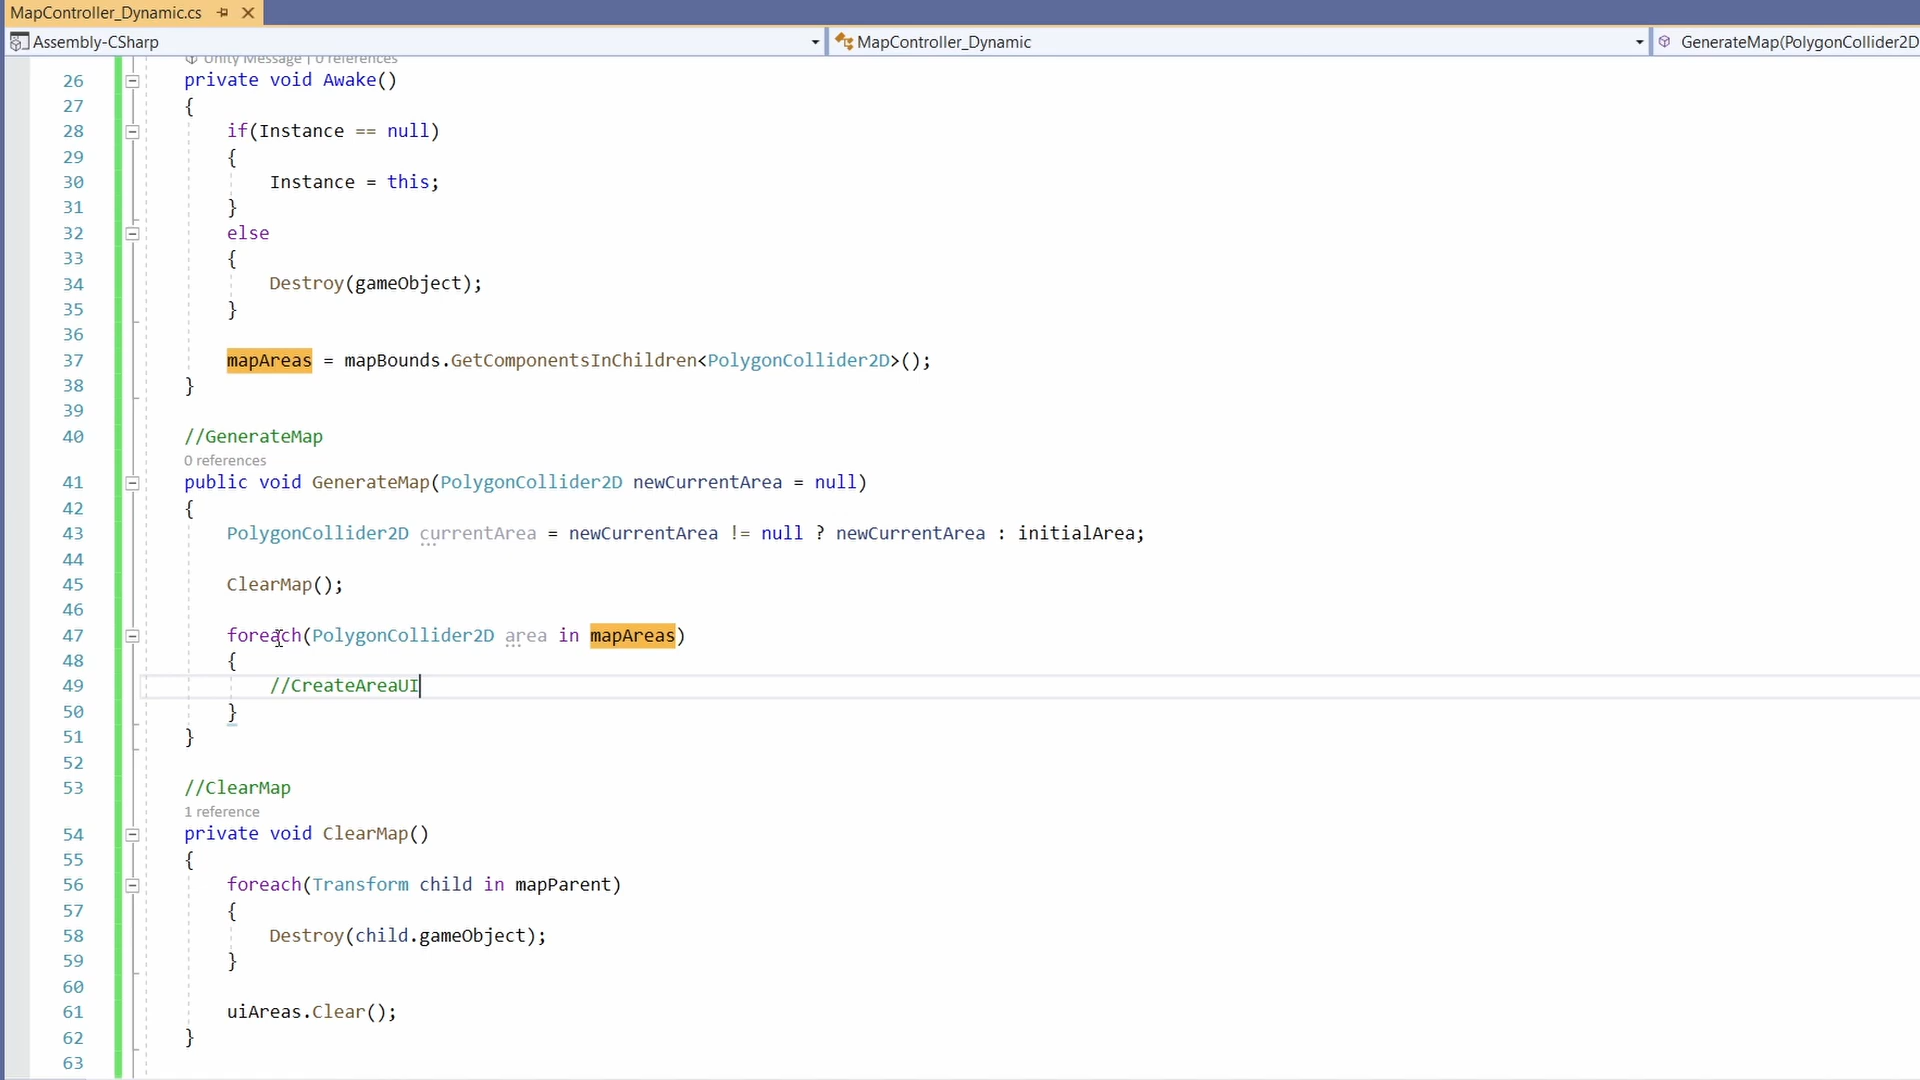 MapController_Dynamic.cs
Assembly-CSharp MapController_Dynamic GenerateMap(PolygonCollider2D
Unity Message | 0 references
26 private void Awake()
27 {
28 if(Instance == null)
29 {
30 Instance = this;
31 }
32 else
33 {
34 Destroy(gameObject);
35 }
36
37 mapAreas = mapBounds.GetComponentsInChildren<PolygonCollider2D>();
38 }
39
40 //GenerateMap
0 references
41 public void GenerateMap(PolygonCollider2D newCurrentArea = null)
42 {
43 PolygonCollider2D currentArea = newCurrentArea != null ? newCurrentArea : initialArea;
44
45 ClearMap();
46
47 foreach(PolygonCollider2D area in mapAreas)
48 {
49 //CreateAreaUI
50 }
51 }
52
53 //ClearMap
1 reference
54 private void ClearMap()
55 {
56 foreach(Transform child in mapParent)
57 {
58 Destroy(child.gameObject);
59 }
60
61 uiAreas.Clear();
62 }
63